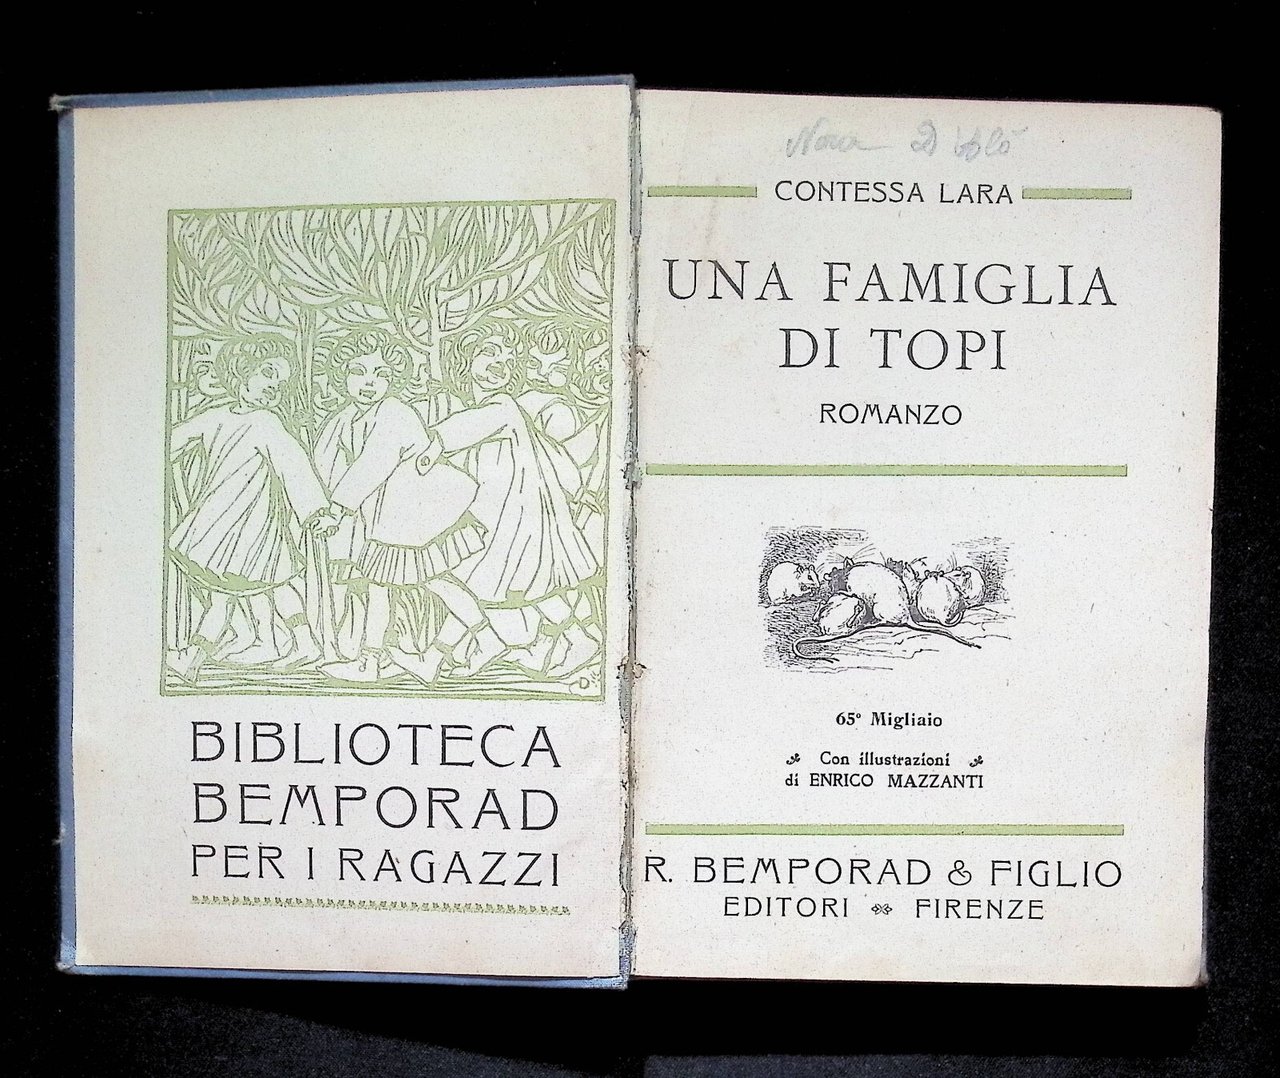 BIBLIOTECA
BEMPORAD
PER I RAGAZZI
CONTESSA LARA
UNA FAMIGLIA
DI TOPI
ROMANZO
65º Migliaio
Con illustrazioni
di ENRICO MAZZANTI
R. BEMPORAD & FIGLIO
EDITORI FIRENZE